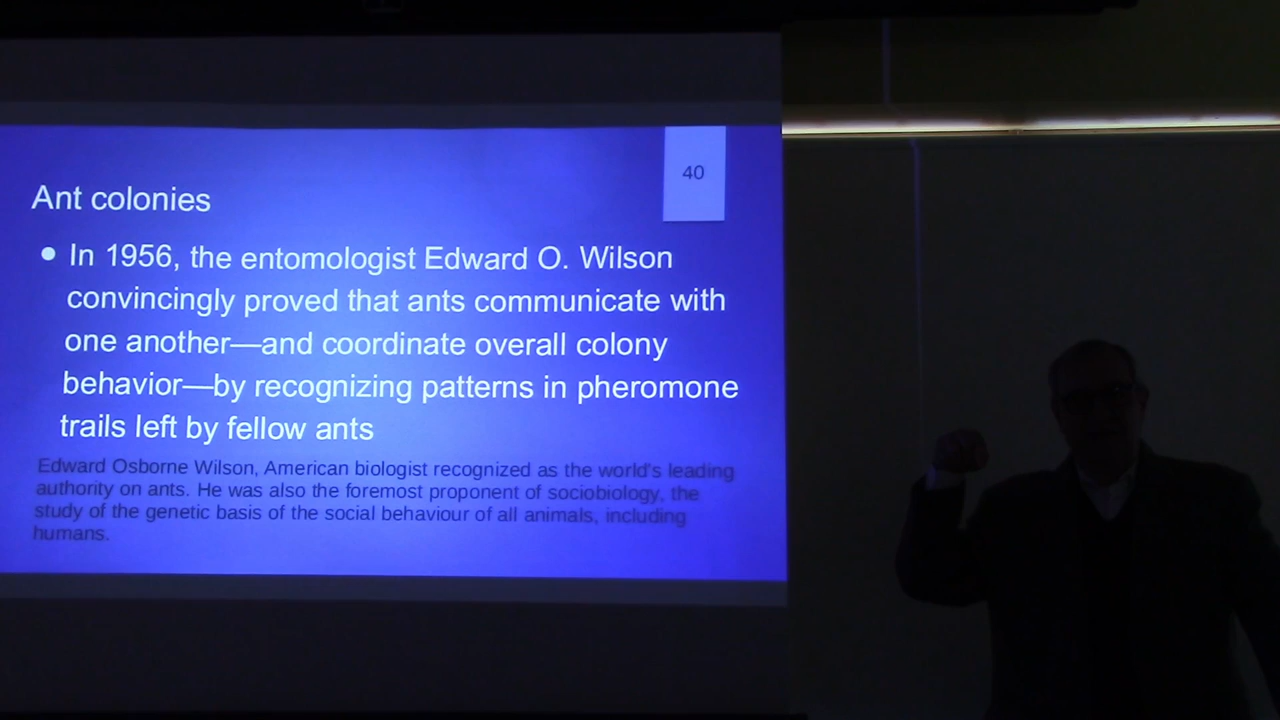 40
Ant colonies
● In 1956, the entomologist Edward O. Wilson
convincingly proved that ants communicate with
one another—and coordinate overall colony
behavior—by recognizing patterns in pheromone
trails left by fellow ants
Edward Osborne Wilson, American biologist recognized as the world's leading
authority on ants. He was also the foremost proponent of sociobiology, the
study of the genetic basis of the social behaviour of all animals, including
humans.